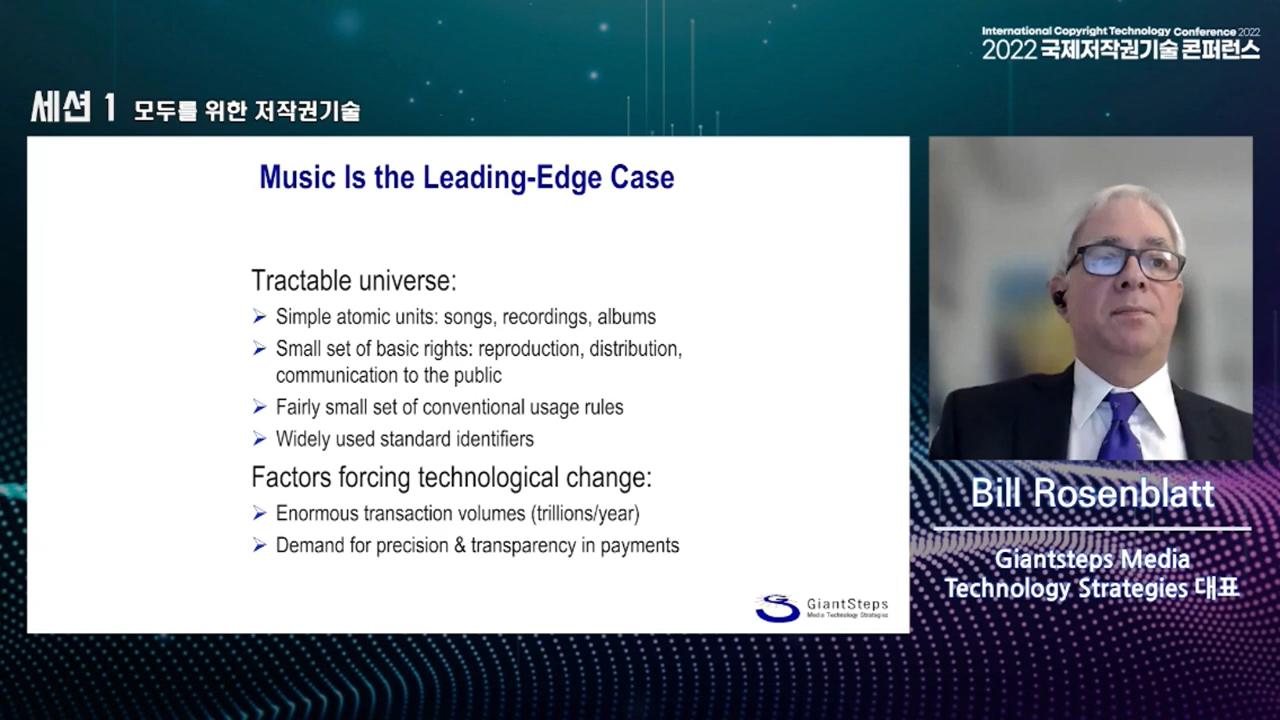 International Copyright Technology Conference 2022
2022 국제저작권기술 콘퍼런스
세션 1 모두를 위한 저작권기술
Music Is the Leading-Edge Case
Tractable universe:
Simple atomic units: songs, recordings, albums
Small set of basic rights: reproduction, distribution,
communication to the public
Fairly small set of conventional usage rules
Widely used standard identifiers
Factors forcing technological change:
Enormous transaction volumes (trillions/year)
Demand for precision & transparency in payments
GiantSteps
Media Technology Strategies
Bill Rosenblatt
Giantsteps Media
Technology Strategies 대표